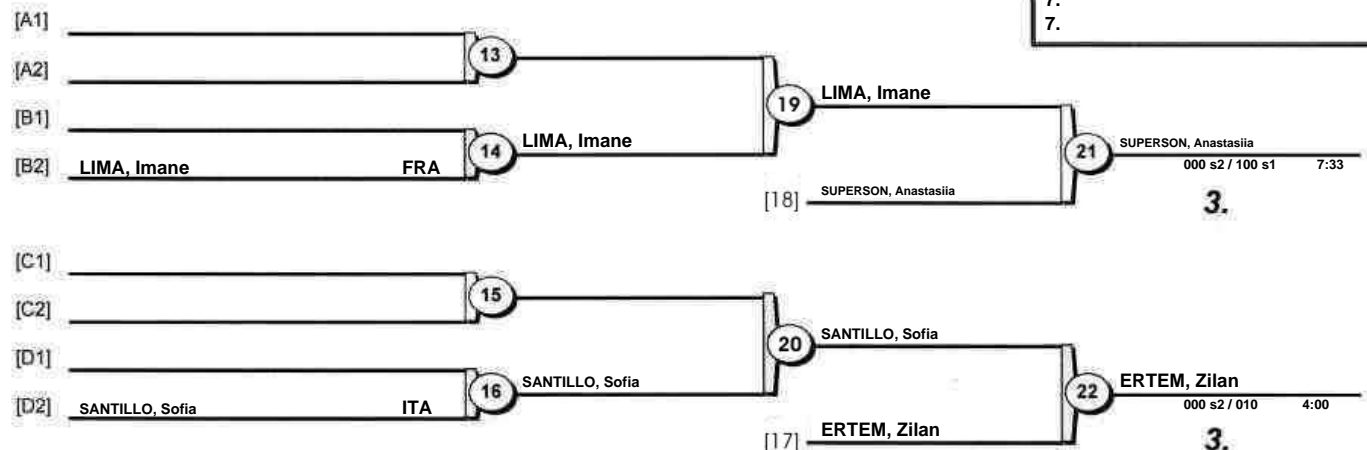 7.
7.
[A1]
13
[A2]
19 LIMA, Imane
[B1]
14 LIMA, Imane
21 SUPERSON, Anastasiia
000 s2 / 100 s1 7:33
[B2] LIMA, Imane FRA
[18] SUPERSON, Anastasiia
3.
[C1]
15
[C2]
20 SANTILLO, Sofia
[D1]
16 SANTILLO, Sofia
22 ERTEM, Zilan
000 s2 / 010 4:00
[D2] SANTILLO, Sofia ITA
[17] ERTEM, Zilan
3.